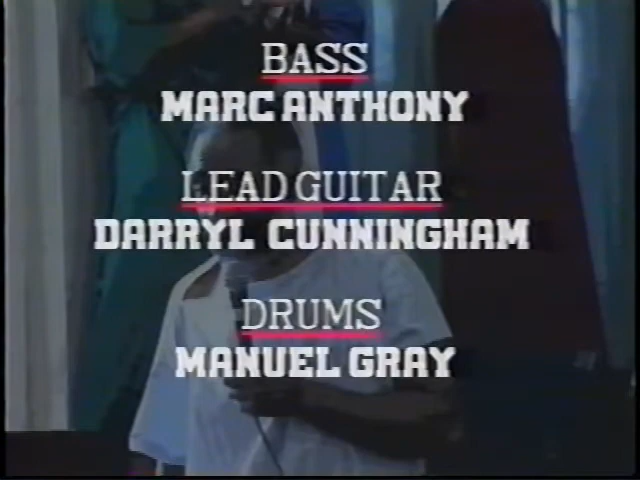 BASS
MARC ANTHONY
LEAD GUITAR
DARRYL CUNNINGHAM
DRUMS
MANUEL GRAY